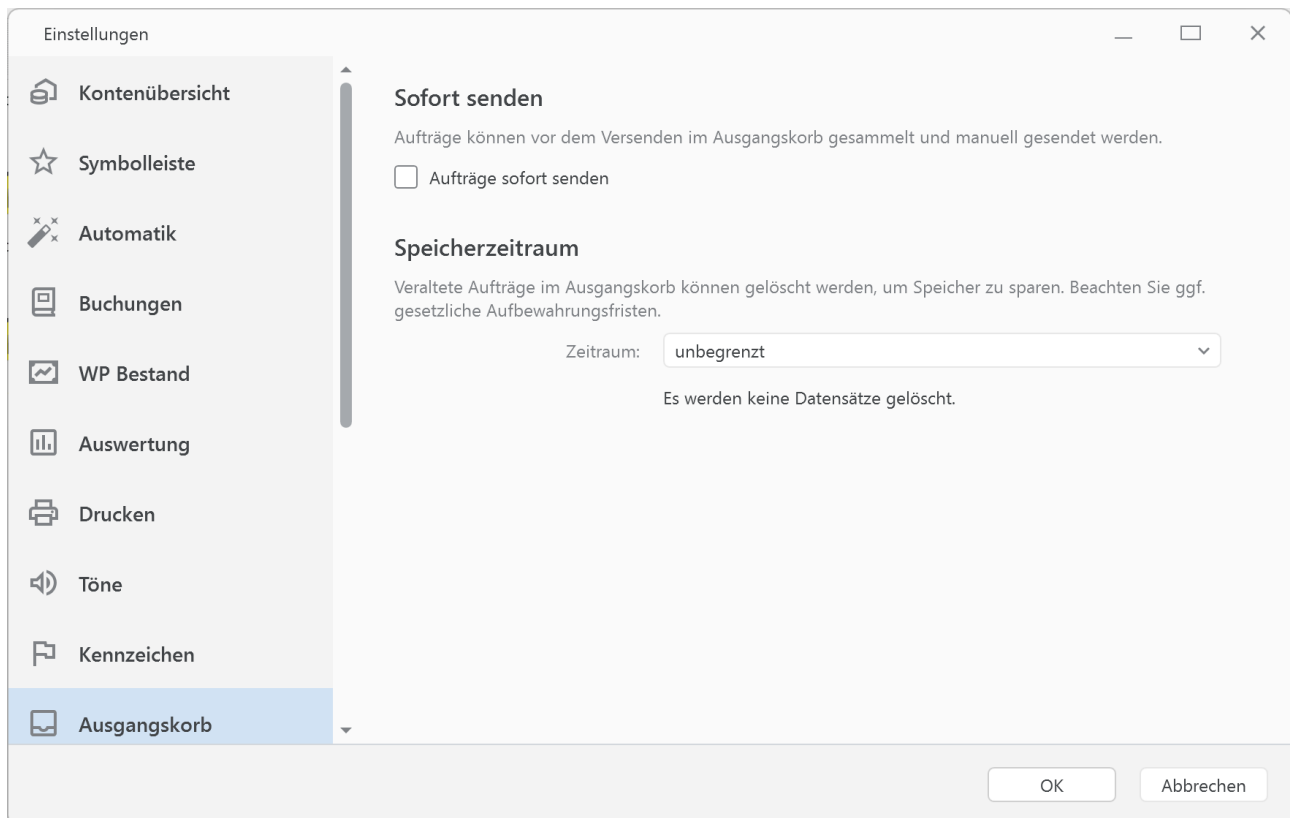 Einstellungen
Kontenübersicht
Symbolleiste
Automatik
Buchungen
WP Bestand
Auswertung
Drucken
Töne
Kennzeichen
Ausgangskorb
Sofort senden
Aufträge können vor dem Versenden im Ausgangskorb gesammelt und manuell gesendet werden.
Aufträge sofort senden
Speicherzeitraum
Veraltete Aufträge im Ausgangskorb können gelöscht werden, um Speicher zu sparen. Beachten Sie ggf.
gesetzliche Aufbewahrungsfristen.
Zeitraum: unbegrenzt
Es werden keine Datensätze gelöscht.
OK Abbrechen